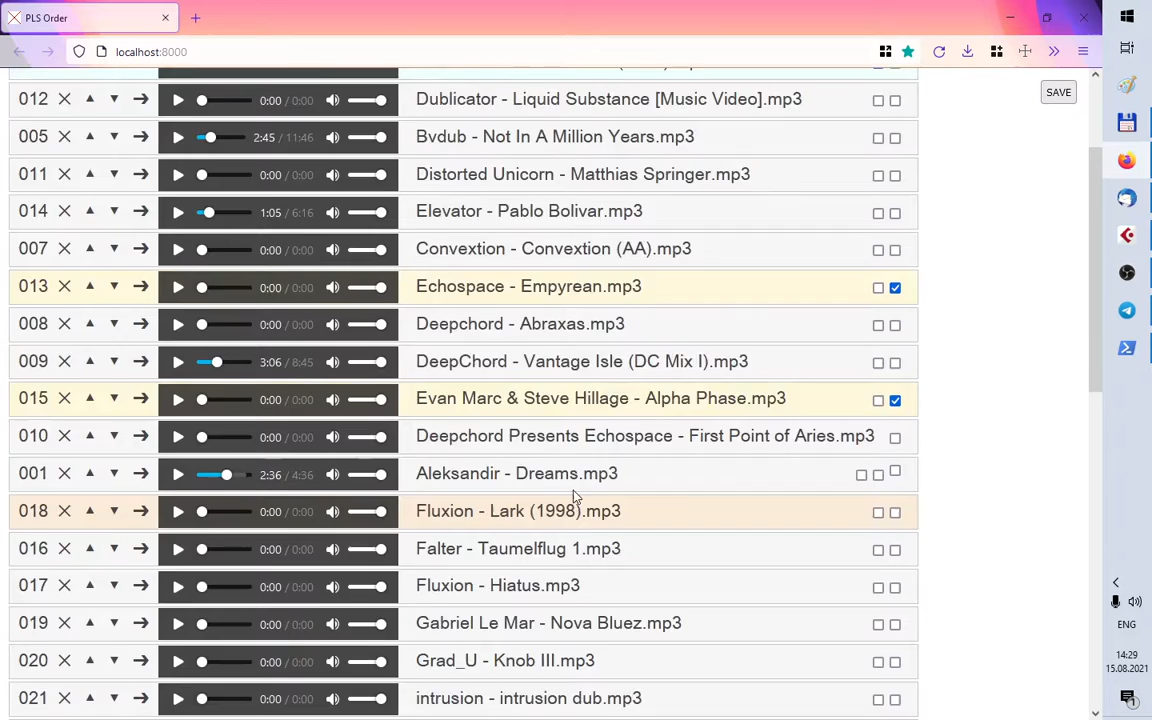 PLS Order
localhost:8000
SAVE
012 0:00 / 0:00 Dublicator - Liquid Substance [Music Video].mp3
005 2:45 / 11:46 Bvdub - Not In A Million Years.mp3
011 0:00 / 0:00 Distorted Unicorn - Matthias Springer.mp3
014 1:05 / 6:16 Elevator - Pablo Bolivar.mp3
007 0:00 / 0:00 Convextion - Convextion (AA).mp3
013 0:00 / 0:00 Echospace - Empyrean.mp3
008 0:00 / 0:00 Deepchord - Abraxas.mp3
009 3:06 / 8:45 DeepChord - Vantage Isle (DC Mix I).mp3
015 0:00 / 0:00 Evan Marc & Steve Hillage - Alpha Phase.mp3
010 0:00 / 0:00 Deepchord Presents Echospace - First Point of Aries.mp3
001 2:36 / 4:36 Aleksandir - Dreams.mp3
018 0:00 / 0:00 Fluxion - Lark (1998).mp3
016 0:00 / 0:00 Falter - Taumelflug 1.mp3
017 0:00 / 0:00 Fluxion - Hiatus.mp3
019 0:00 / 0:00 Gabriel Le Mar - Nova Bluez.mp3
020 0:00 / 0:00 Grad_U - Knob III.mp3
021 0:00 / 0:00 intrusion - intrusion dub.mp3
ENG
14:29
15.08.2021
1